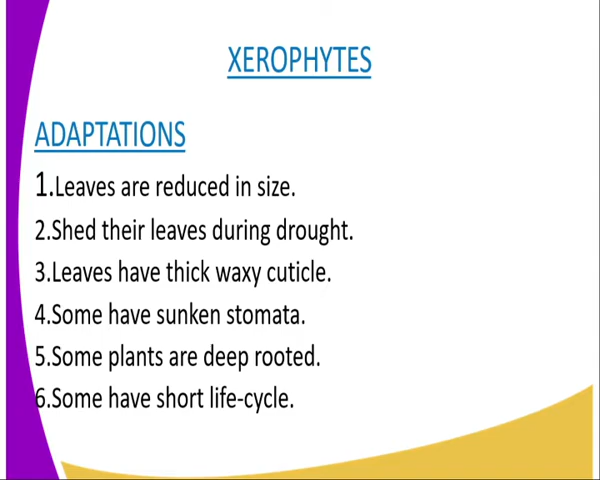 XEROPHYTES
ADAPTATIONS
1.Leaves are reduced in size.
2.Shed their leaves during drought.
3.Leaves have thick waxy cuticle.
4.Some have sunken stomata.
5.Some plants are deep rooted.
6.Some have short life-cycle.